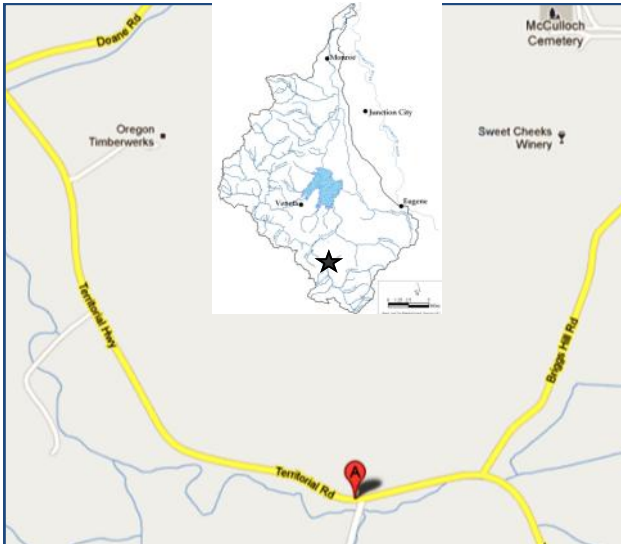 Doane Rd
Monroe
McCulloch
Cemetery
Junction City
Oregon
Timberwerks
Sweet Cheeks
Winery
Veneta
Eugene
Territorial Hwy
Briggs Hill Rd
A
Territorial Rd